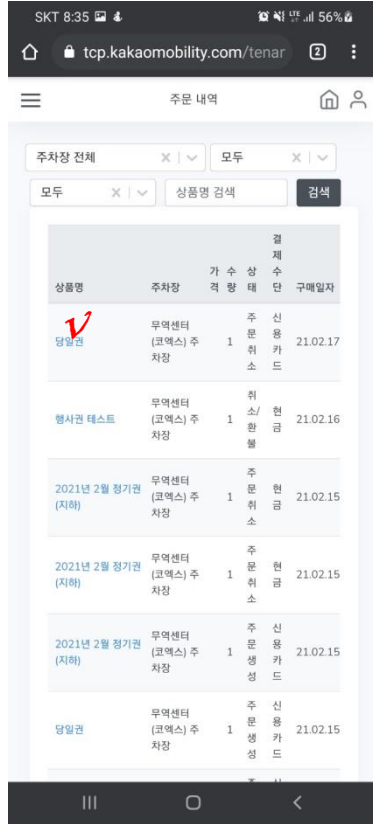 SKT 8:35 LTE 56%
tcp.kakaomobility.com/tenar 2
주문 내역
주차장 전체 모두
모두 상품명 검색 검색
상품명 주차장 가격 수량 상태 결제수단 구매일자
V
당일권 무역센터(코엑스) 주차장 1 주문취소 신용카드 21.02.17
행사권 테스트 무역센터(코엑스) 주차장 1 취소/환불 현금 21.02.16
2021년 2월 정기권(지하) 무역센터(코엑스) 주차장 1 주문취소 현금 21.02.15
2021년 2월 정기권(지하) 무역센터(코엑스) 주차장 1 주문취소 현금 21.02.15
2021년 2월 정기권(지하) 무역센터(코엑스) 주차장 1 주문생성 신용카드 21.02.15
당일권 무역센터(코엑스) 주차장 1 주문생성 신용카드 21.02.15